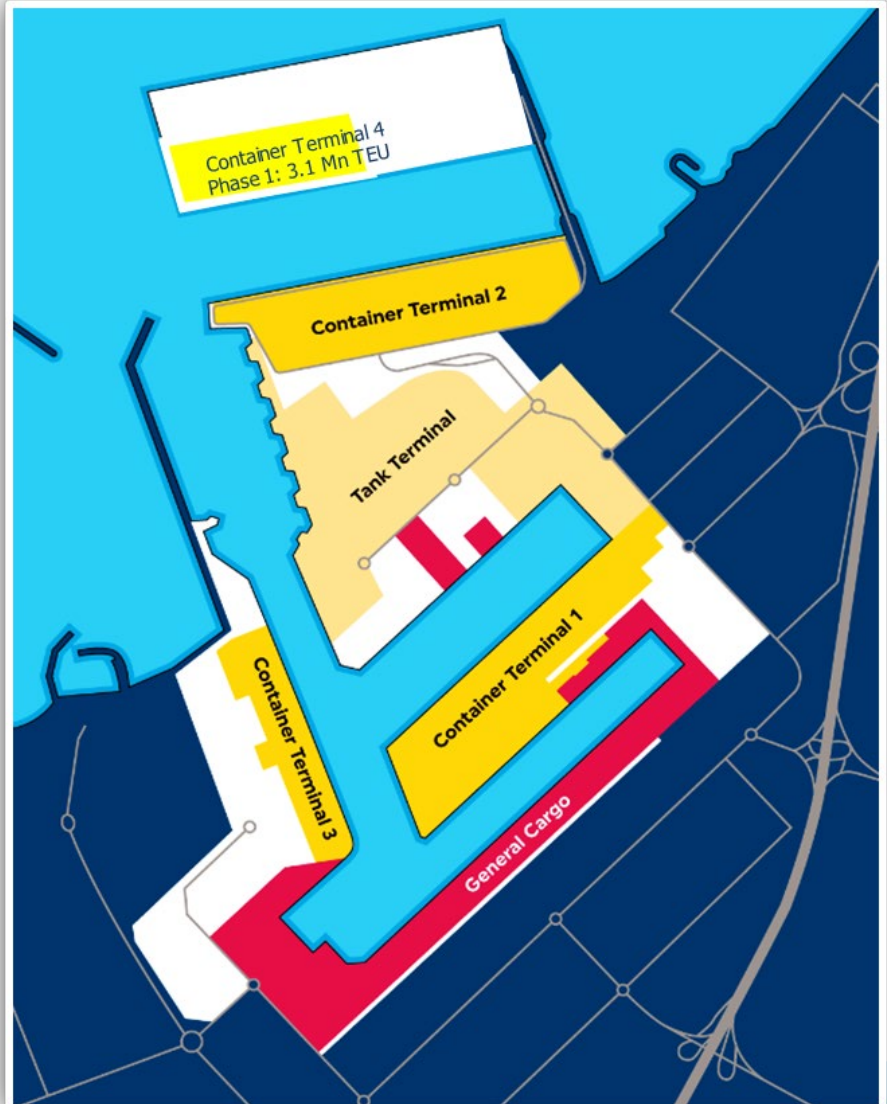 Container Terminal 4
Phase 1: 3.1 Mn TEU
Container Terminal 2
Tank Terminal
Container Terminal 1
Container Terminal 3
General Cargo